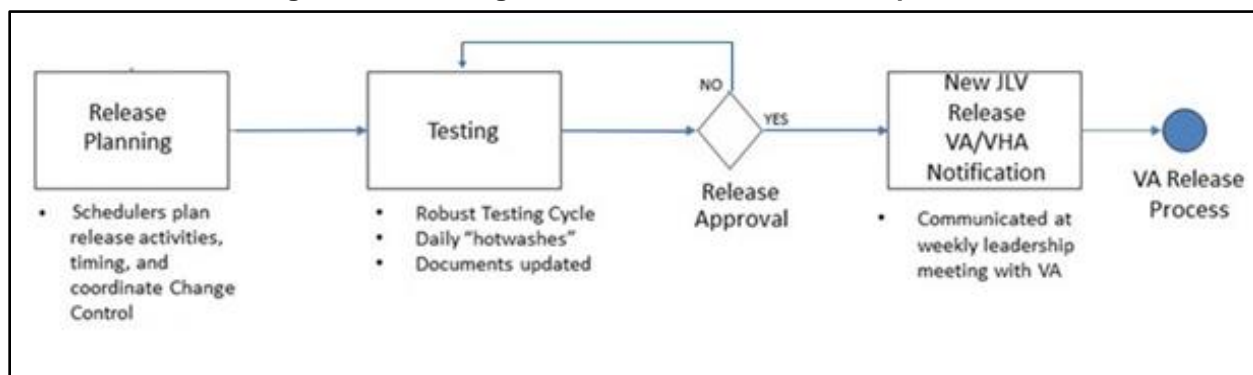 Release
Planning
Testing
NO
YES
Release
Approval
New JLV
Release
VA/VHA
Notification
VA Release
Process
• Schedulers plan
release activities,
timing, and
coordinate Change
Control
• Robust Testing Cycle
• Daily "hotwashes"
• Documents updated
• Communicated at
weekly leadership
meeting with VA